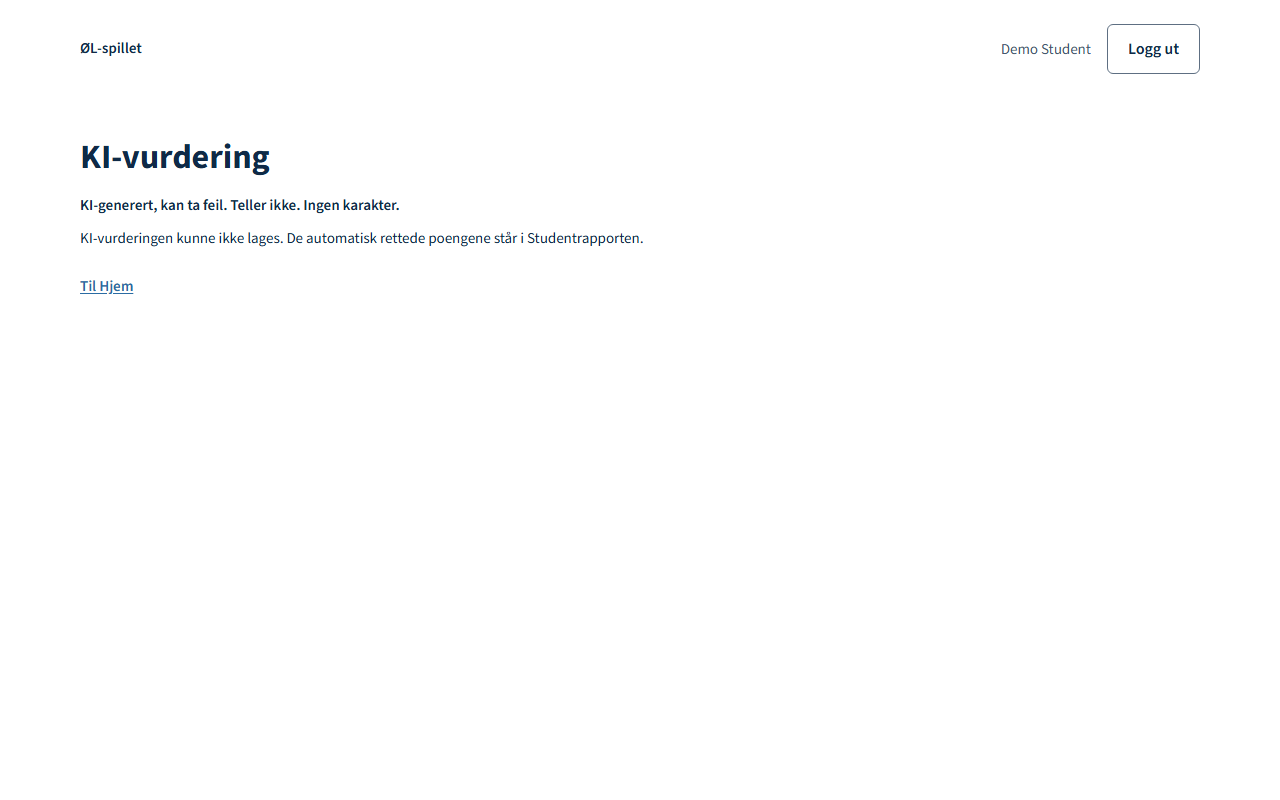 ØL-spillet
Demo Student
Logg ut
KI-vurdering
KI-generert, kan ta feil. Teller ikke. Ingen karakter.
KI-vurderingen kunne ikke lages. De automatisk rettede poengene står i Studentrapporten.
Til Hjem